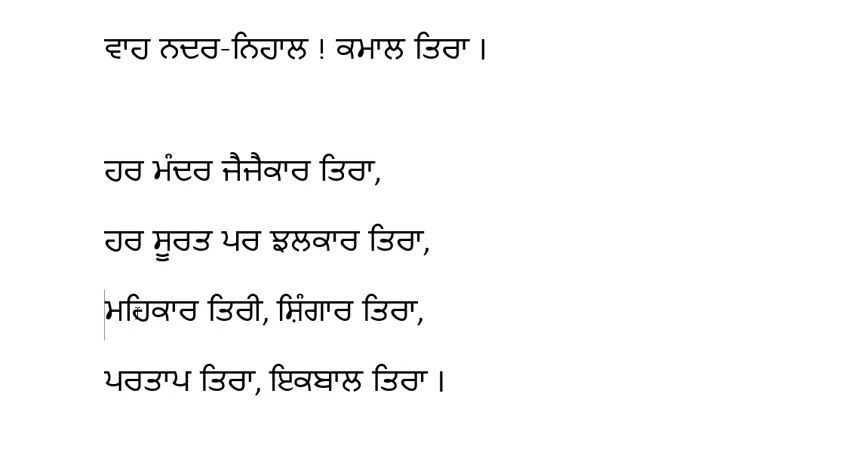 ਵਾਹ ਨਦਰ-ਨਿਹਾਲ ! ਕਮਾਲ ਤਿਰਾ ।
ਹਰ ਮੰਦਰ ਜੈਜੈਕਾਰ ਤਿਰਾ,
ਹਰ ਸੂਰਤ ਪਰ ਝਲਕਾਰ ਤਿਰਾ,
ਮਹਿਕਾਰ ਤਿਰੀ, ਸ਼ਿੰਗਾਰ ਤਿਰਾ,
ਪਰਤਾਪ ਤਿਰਾ, ਇਕਬਾਲ ਤਿਰਾ ।